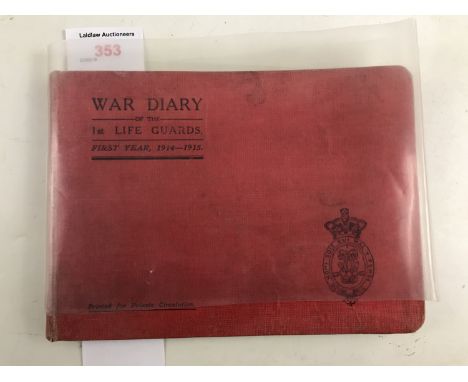 Laidlaw Auctioneers
353
WAR DIARY
OF THE
1st LIFE GUARDS.
FIRST YEAR, 1914—1915.
Printed for Private Circulation.